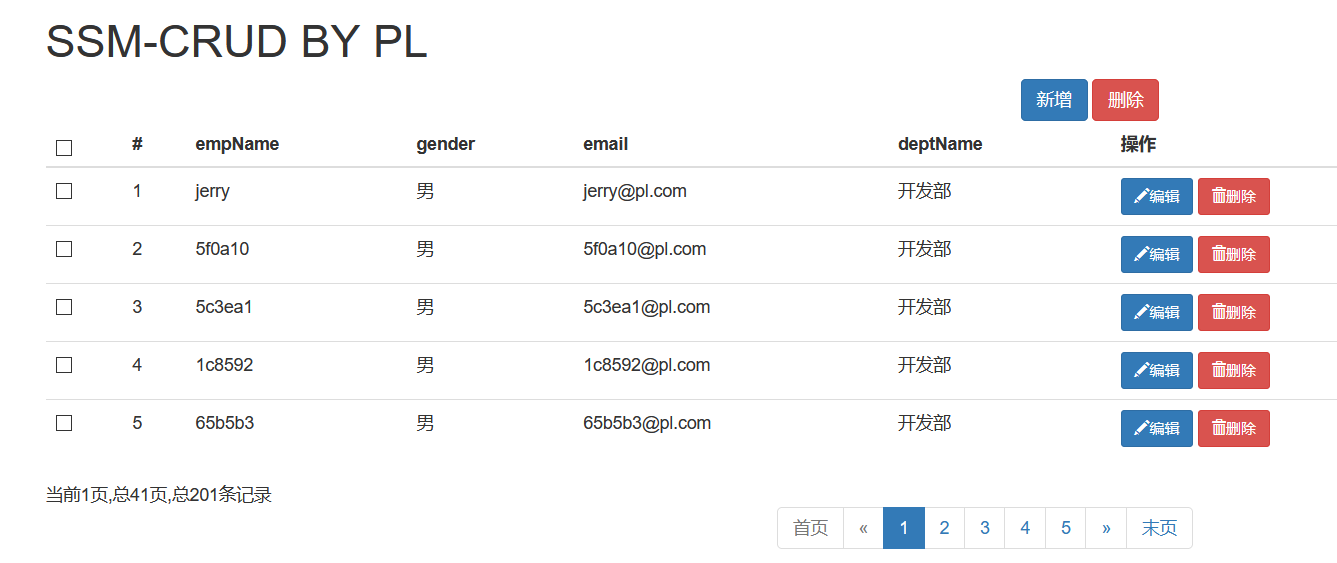 SSM-CRUD BY PL
新增 删除
# empName gender email deptName 操作
1 jerry 男 jerry@pl.com 开发部 编辑 删除
2 5f0a10 男 5f0a10@pl.com 开发部 编辑 删除
3 5c3ea1 男 5c3ea1@pl.com 开发部 编辑 删除
4 1c8592 男 1c8592@pl.com 开发部 编辑 删除
5 65b5b3 男 65b5b3@pl.com 开发部 编辑 删除
当前1页,总41页,总201条记录
首页 « 1 2 3 4 5 » 末页